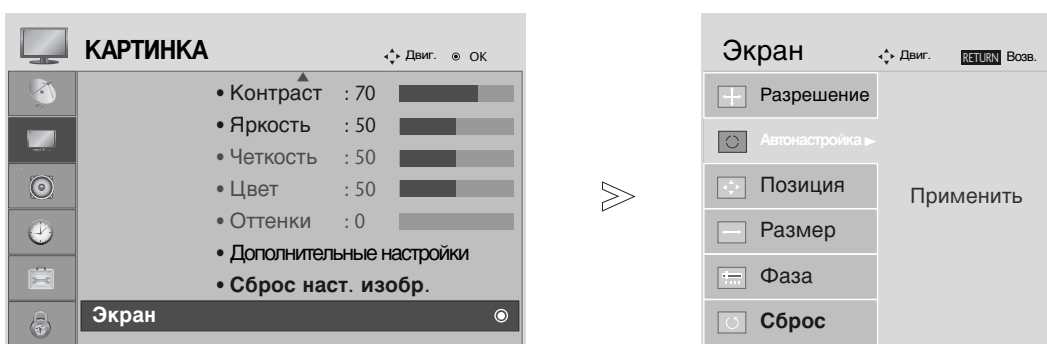 КАРТИНКА Двиг. OK
• Контраст : 70
• Яркость : 50
• Четкость : 50
• Цвет : 50
• Оттенки : 0
• Дополнительные настройки
• Сброс наст. изобр.
Экран
Экран Двиг. RETURN Возв.
Разрешение
Автонастройка
Позиция
Размер
Фаза
Сброс
Применить